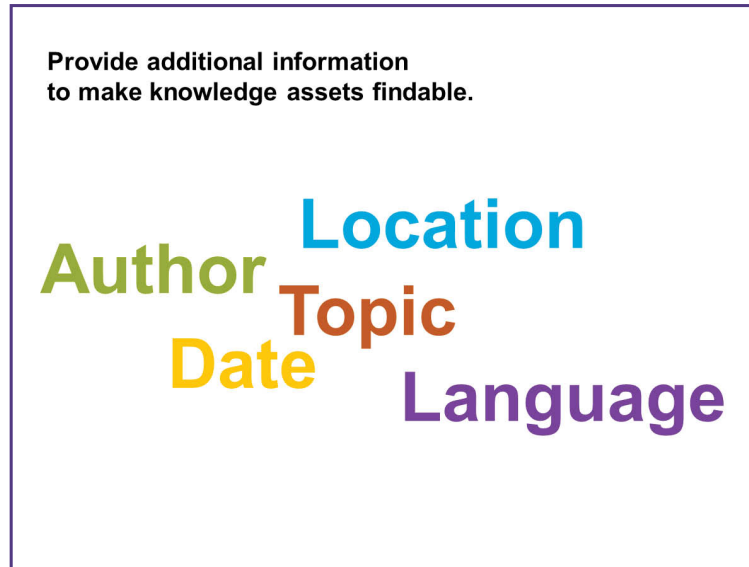 Provide additional information
to make knowledge assets findable.
Location
Author
Topic
Date
Language